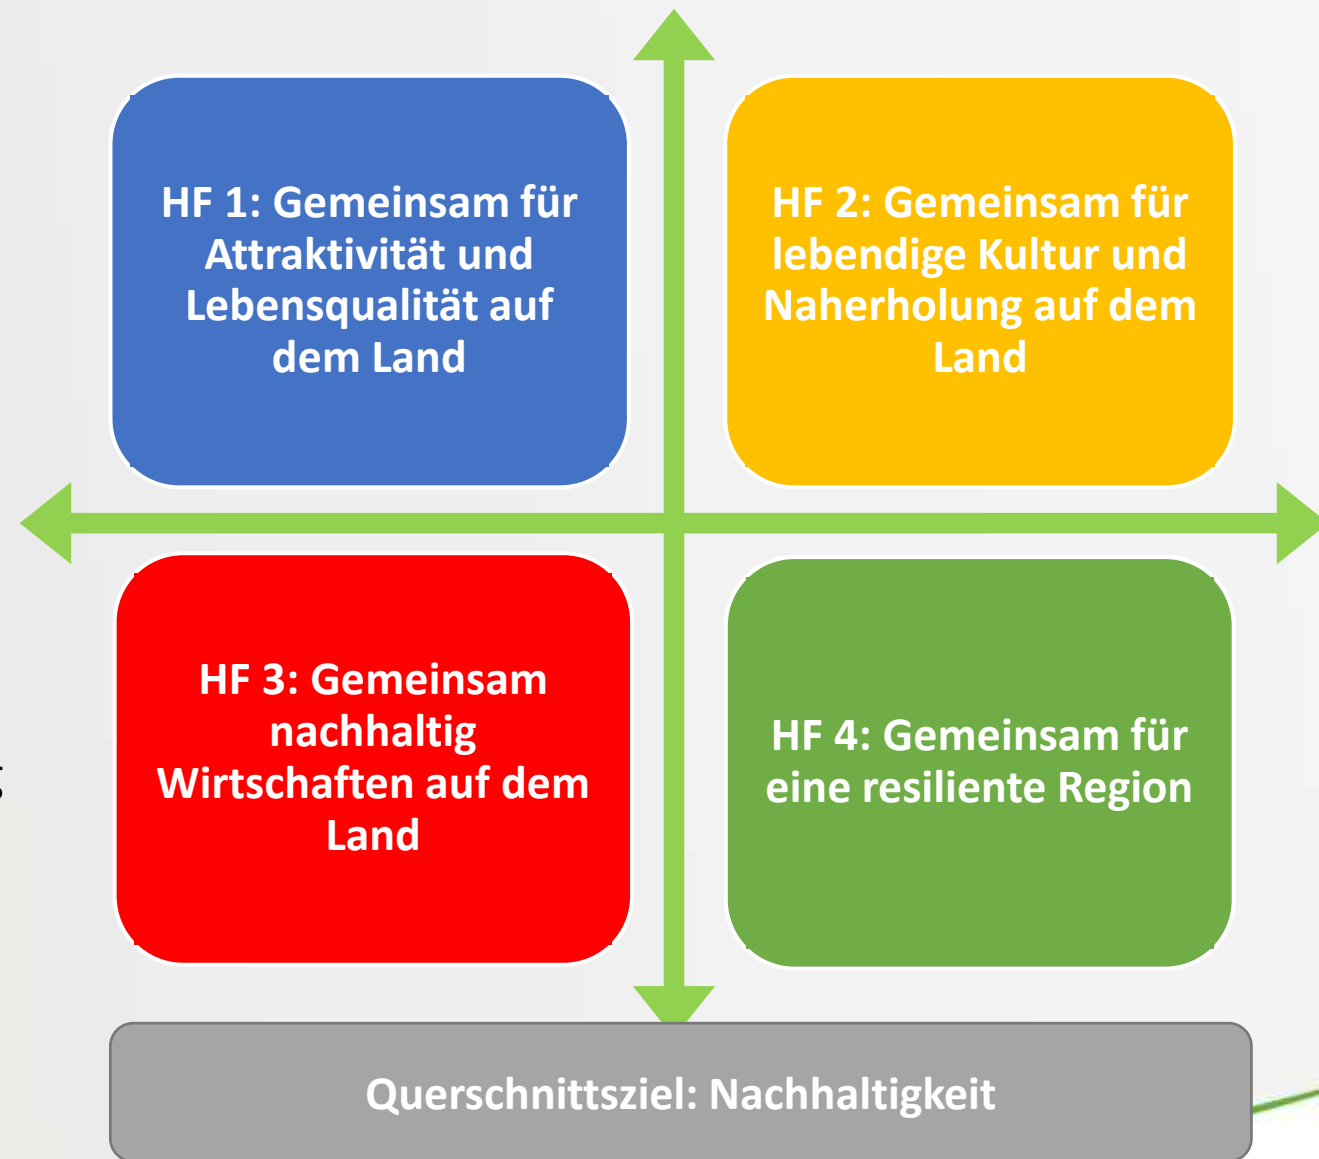 HF 1: Gemeinsam für
Attraktivität und
Lebensqualität auf
dem Land
HF 2: Gemeinsam für
lebendige Kultur und
Naherholung auf dem
Land
HF 3: Gemeinsam
nachhaltig
Wirtschaften auf dem
Land
HF 4: Gemeinsam für
eine resiliente Region
Querschnittsziel: Nachhaltigkeit